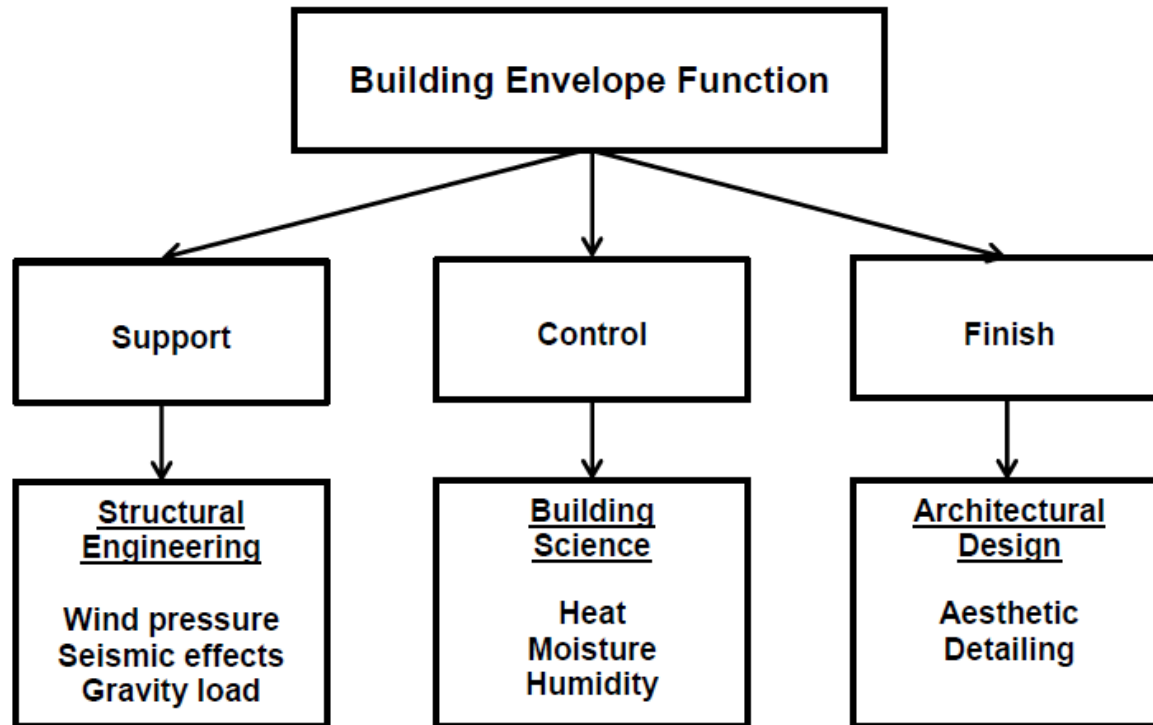 Building Envelope Function
Support
Control
Finish
Structural
Engineering
Wind pressure
Seismic effects
Gravity load
Building
Science
Heat
Moisture
Humidity
Architectural
Design
Aesthetic
Detailing